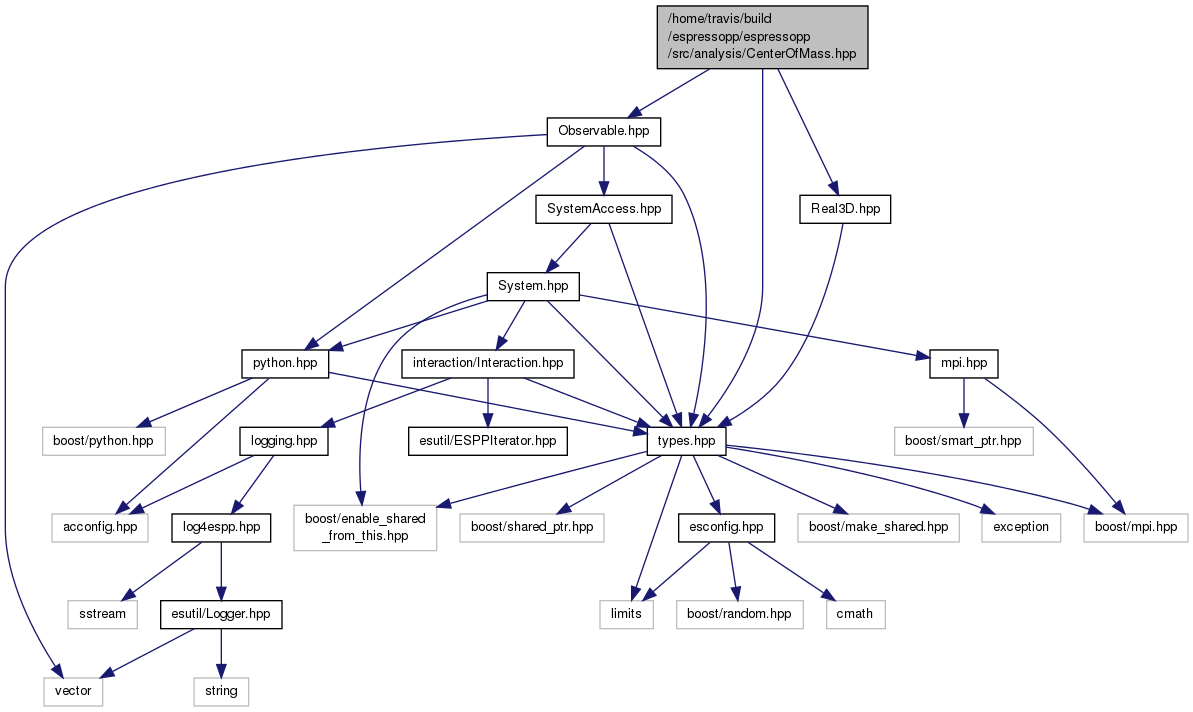 /home/travis/build
/espressopp/espressopp
/src/analysis/CenterOfMass.hpp
Observable.hpp
SystemAccess.hpp
Real3D.hpp
System.hpp
python.hpp
interaction/Interaction.hpp
mpi.hpp
boost/python.hpp
logging.hpp
esutil/ESPPIterator.hpp
types.hpp
boost/smart_ptr.hpp
acconfig.hpp
log4espp.hpp
boost/enable_shared
_from_this.hpp
boost/shared_ptr.hpp
esconfig.hpp
boost/make_shared.hpp
exception
boost/mpi.hpp
sstream
esutil/Logger.hpp
limits
boost/random.hpp
cmath
vector
string